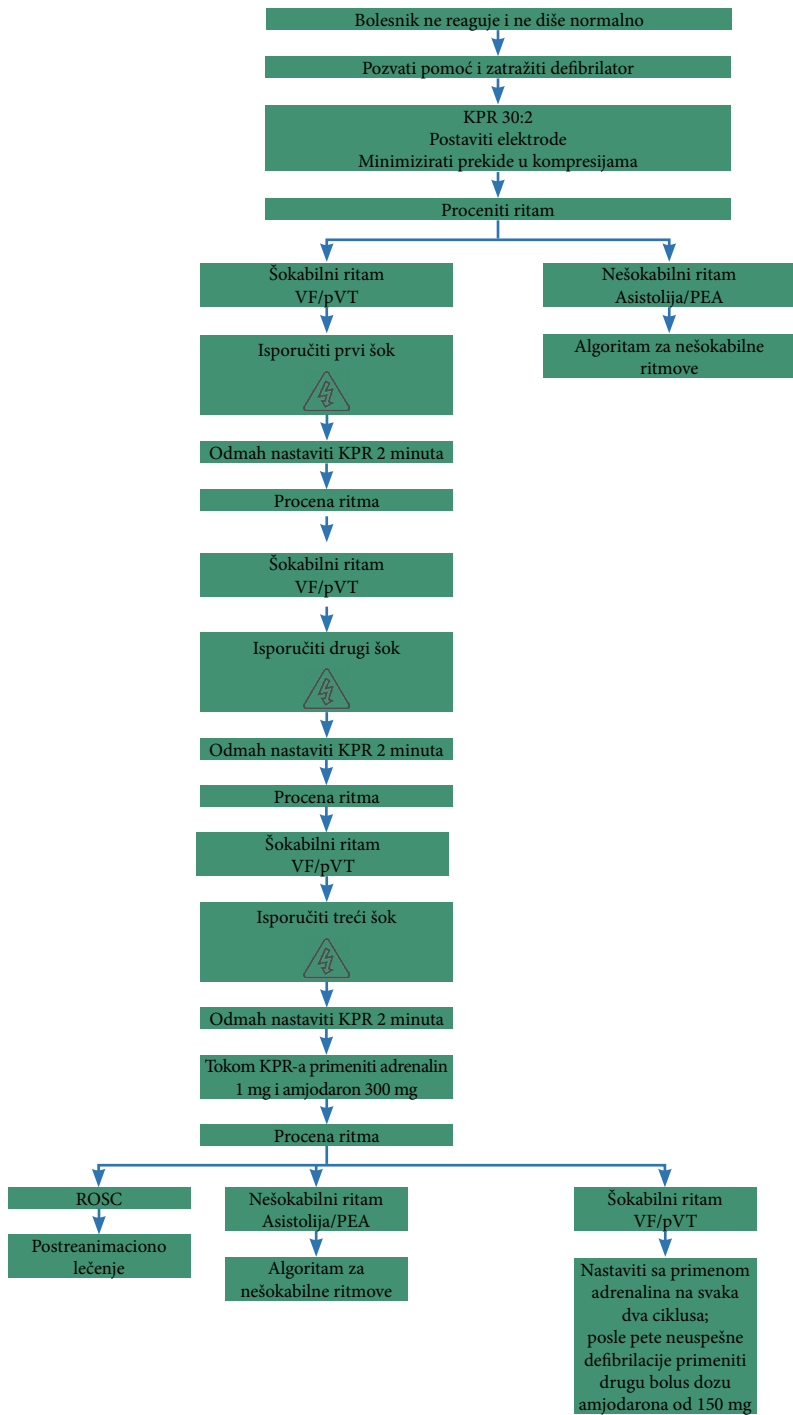 Bolesnik ne reaguje i ne diše normalno
Pozvati pomoć i zatražiti defibrilator
KPR 30:2
Postaviti elektrode
Minimizirati prekide u kompresijama
Proceniti ritam
Šokabilni ritam
VF/pVT
Nešokabilni ritam
Asistolija/PEA
Isporučiti prvi šok
Algoritam za nešokabilne
ritmove
Odmah nastaviti KPR 2 minuta
Procena ritma
Šokabilni ritam
VF/pVT
Isporučiti drugi šok
Odmah nastaviti KPR 2 minuta
Procena ritma
Šokabilni ritam
VF/pVT
Isporučiti treći šok
Odmah nastaviti KPR 2 minuta
Tokom KPR-a primeniti adrenalin
1 mg i amjodaron 300 mg
Procena ritma
ROSC
Postreanimaciono
lečenje
Nešokabilni ritam
Asistolija/PEA
Algoritam za
nešokabilne ritmove
Šokabilni ritam
VF/pVT
Nastaviti sa primenom
adrenalina na svaka
dva ciklusa;
posle pete neuspešne
defibrilacije primeniti
drugu bolus dozu
amjodarona od 150 mg